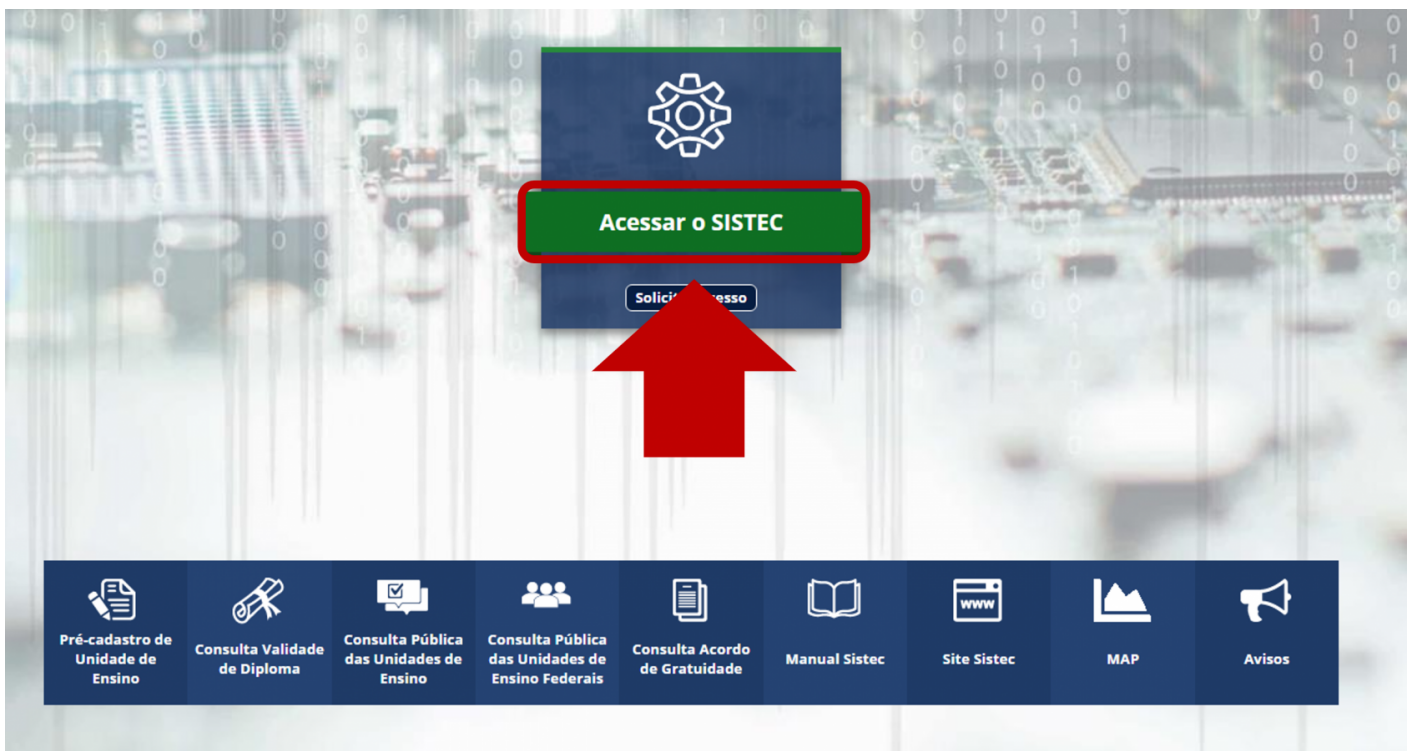 Acessar o SISTEC
Pré-cadastro de
Unidade de
Ensino
Consulta Validade
de Diploma
Consulta Pública
das Unidades de
Ensino
Consulta Pública
das Unidades de
Ensino Federais
Consulta Acordo
de Gratuidade
Manual Sistec
www
Site Sistec
MAP
Avisos